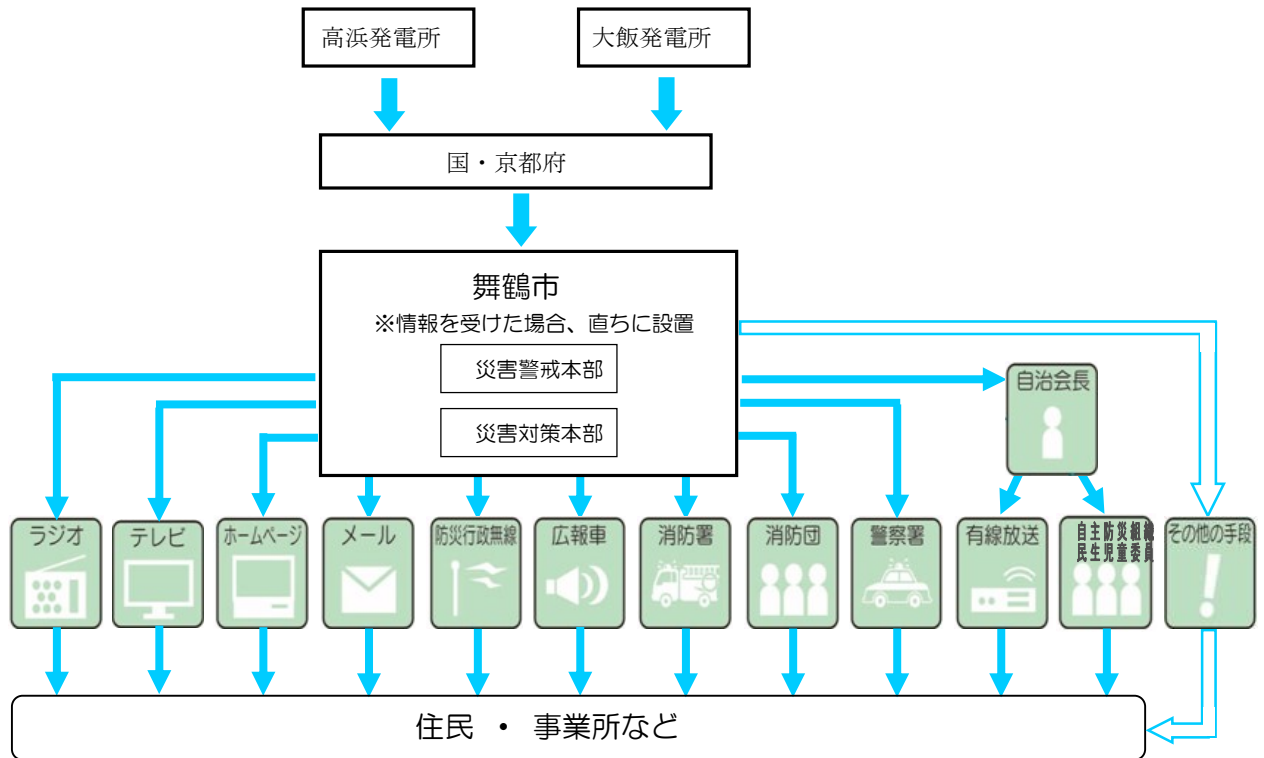 高浜発電所
大飯発電所
国・京都府
舞鶴市
※情報を受けた場合、直ちに設置
災害警戒本部
災害対策本部
自治会長
ラジオ
テレビ
ホームページ
メール
防災行政無線
広報車
消防署
消防団
警察署
有線放送
自主防災組織
民生児童委員
その他の手段
住民 ・ 事業所など